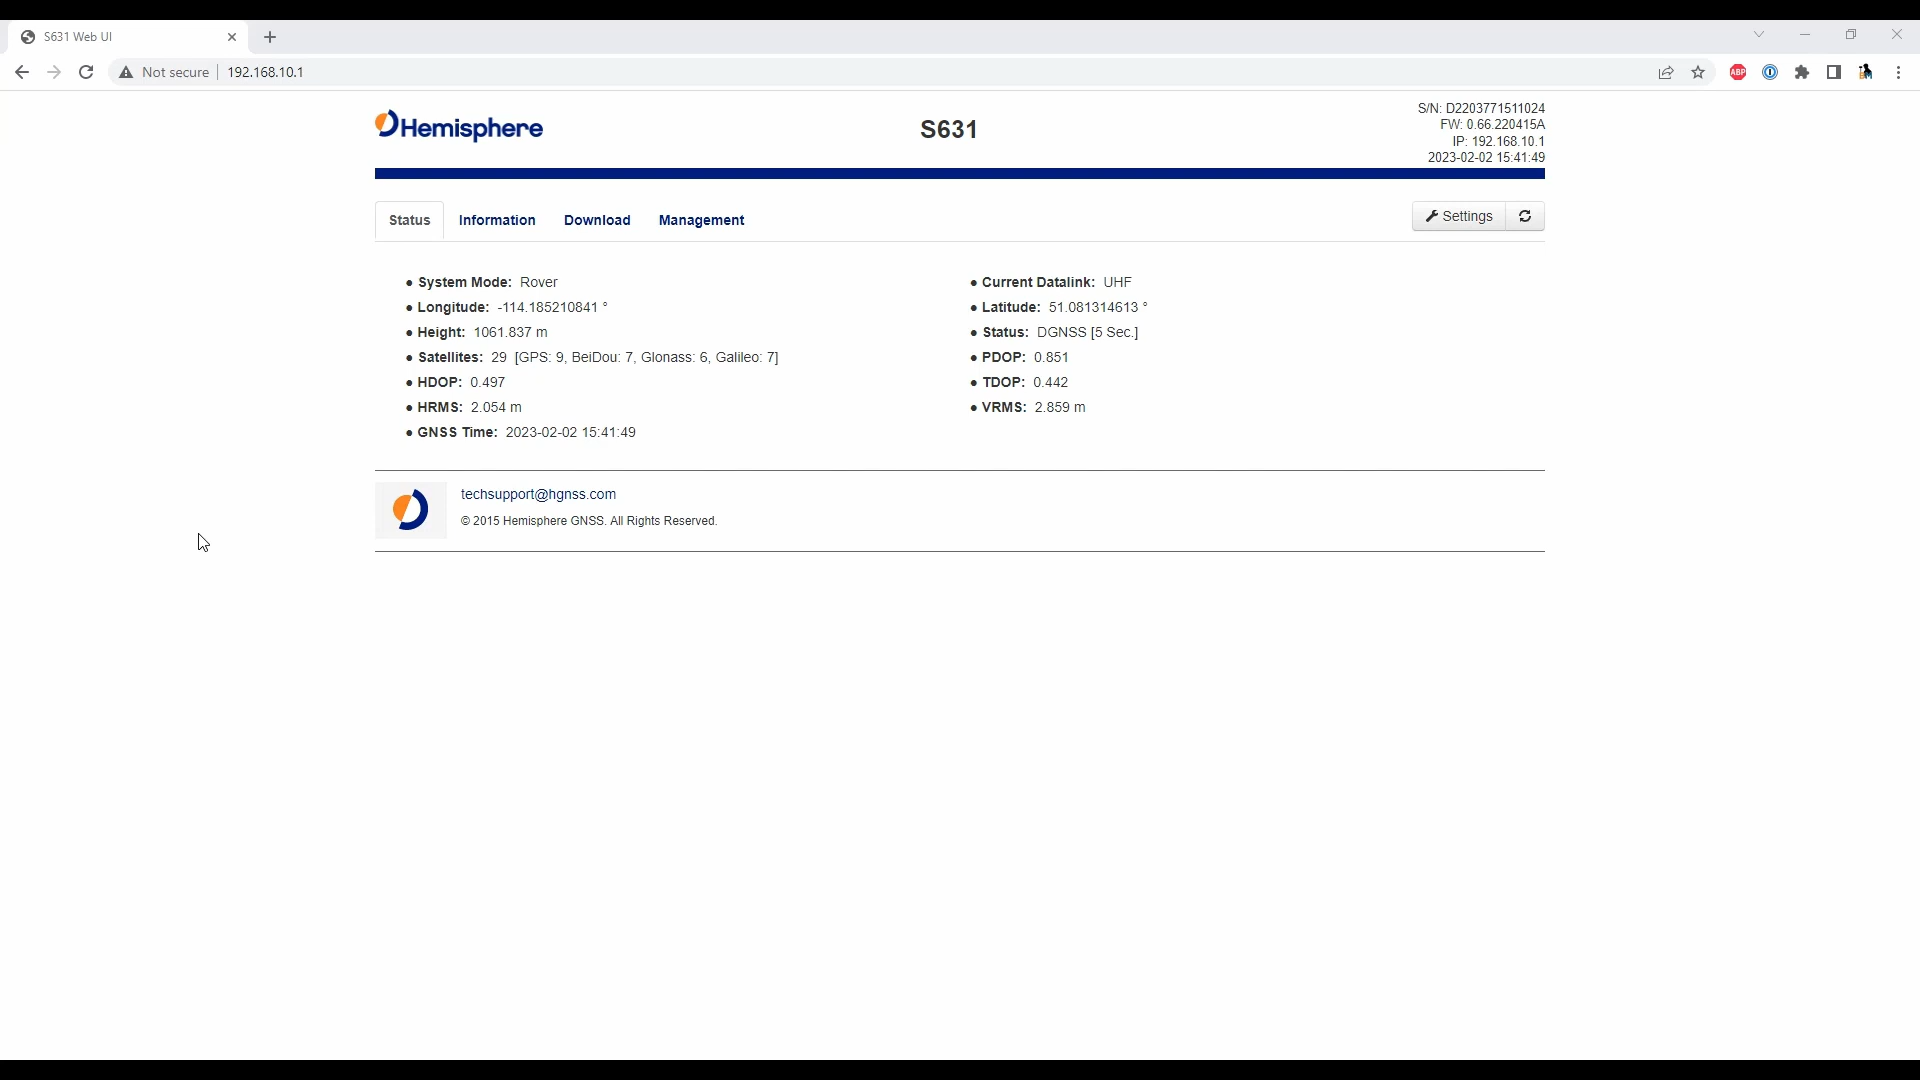 S631 Web UI
Not secure 192.168.10.1
ABP
Hemisphere
S631
S/N: D2203771511024
FW: 0.66.220415A
IP: 192.168.10.1
2023-02-02 15:41:49
Status Information Download Management
Settings
• System Mode: Rover
• Current Datalink: UHF
• Longitude: -114.185210841 °
• Latitude: 51.081314613 °
• Height: 1061.837 m
• Status: DGNSS [5 Sec.]
• Satellites: 29 [GPS: 9, BeiDou: 7, Glonass: 6, Galileo: 7]
• PDOP: 0.851
• HDOP: 0.497
• TDOP: 0.442
• HRMS: 2.054 m
• VRMS: 2.859 m
• GNSS Time: 2023-02-02 15:41:49
techsupport@hgnss.com
© 2015 Hemisphere GNSS. All Rights Reserved.